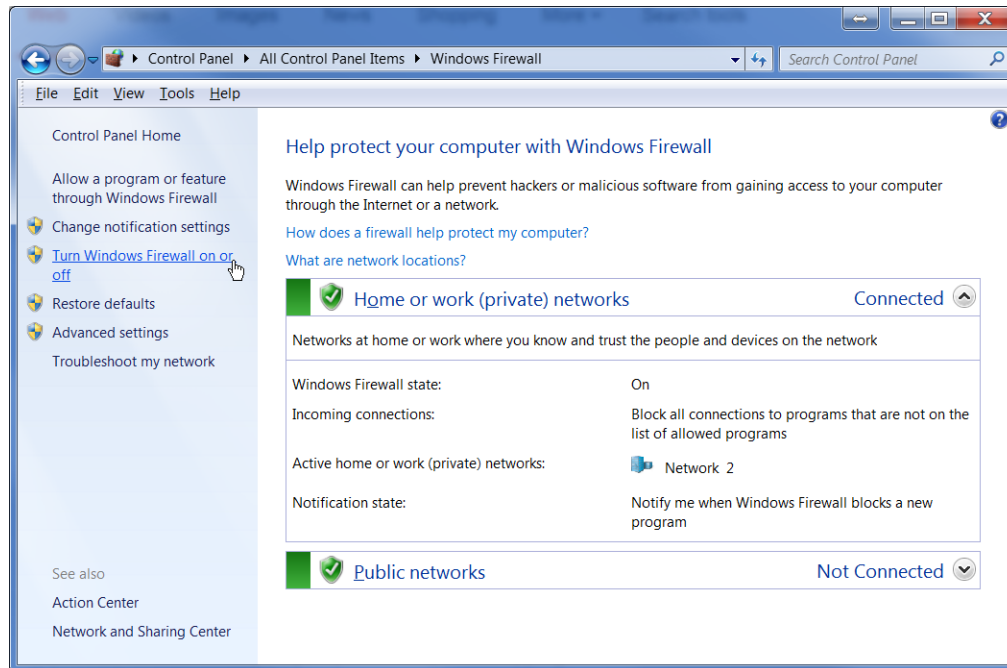 Control Panel ▸ All Control Panel Items ▸ Windows Firewall
Search Control Panel
File Edit View Tools Help
Control Panel Home
Allow a program or feature
through Windows Firewall
Change notification settings
Turn Windows Firewall on or
off
Restore defaults
Advanced settings
Troubleshoot my network
See also
Action Center
Network and Sharing Center
Help protect your computer with Windows Firewall
Windows Firewall can help prevent hackers or malicious software from gaining access to your computer
through the Internet or a network.
How does a firewall help protect my computer?
What are network locations?
Home or work (private) networks Connected
Networks at home or work where you know and trust the people and devices on the network
Windows Firewall state: On
Incoming connections: Block all connections to programs that are not on the
list of allowed programs
Active home or work (private) networks: Network 2
Notification state: Notify me when Windows Firewall blocks a new
program
Public networks Not Connected